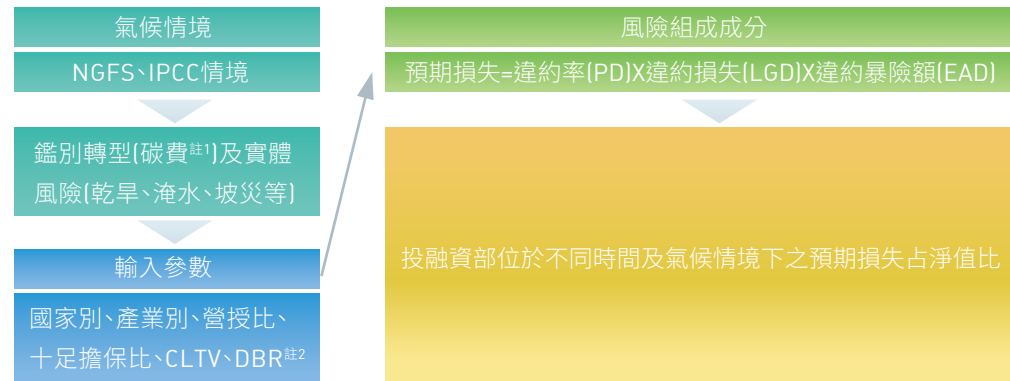 氣候情境
NGFS、IPCC情境
鑑別轉型(碳費註1)及實體
風險(乾旱、淹水、坡災等)
輸入參數
國家別、產業別、營授比、
十足擔保比、CLTV、DBR註2
風險組成成分
預期損失=違約率(PD)X違約損失(LGD)X違約暴險額(EAD)
投融資部位於不同時間及氣候情境下之預期損失占淨值比